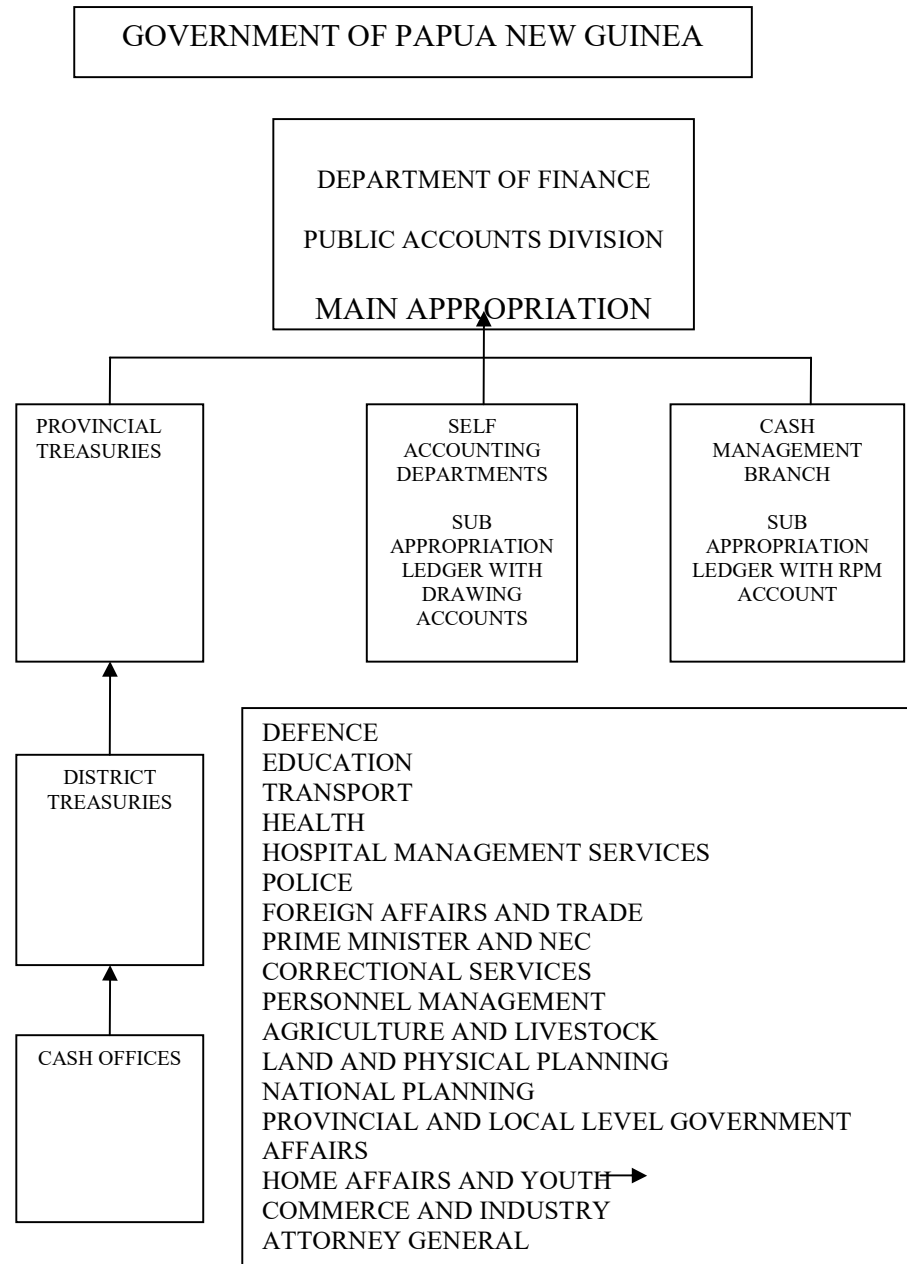 GOVERNMENT OF PAPUA NEW GUINEA
DEPARTMENT OF FINANCE
PUBLIC ACCOUNTS DIVISION
MAIN APPROPRIATION
PROVINCIAL
TREASURIES
SELF
ACCOUNTING
DEPARTMENTS
SUB
APPROPRIATION
LEDGER WITH
DRAWING
ACCOUNTS
CASH
MANAGEMENT
BRANCH
SUB
APPROPRIATION
LEDGER WITH RPM
ACCOUNT
DISTRICT
TREASURIES
CASH OFFICES
DEFENCE
EDUCATION
TRANSPORT
HEALTH
HOSPITAL MANAGEMENT SERVICES
POLICE
FOREIGN AFFAIRS AND TRADE
PRIME MINISTER AND NEC
CORRECTIONAL SERVICES
PERSONNEL MANAGEMENT
AGRICULTURE AND LIVESTOCK
LAND AND PHYSICAL PLANNING
NATIONAL PLANNING
PROVINCIAL AND LOCAL LEVEL GOVERNMENT
AFFAIRS
HOME AFFAIRS AND YOUTH
COMMERCE AND INDUSTRY
ATTORNEY GENERAL